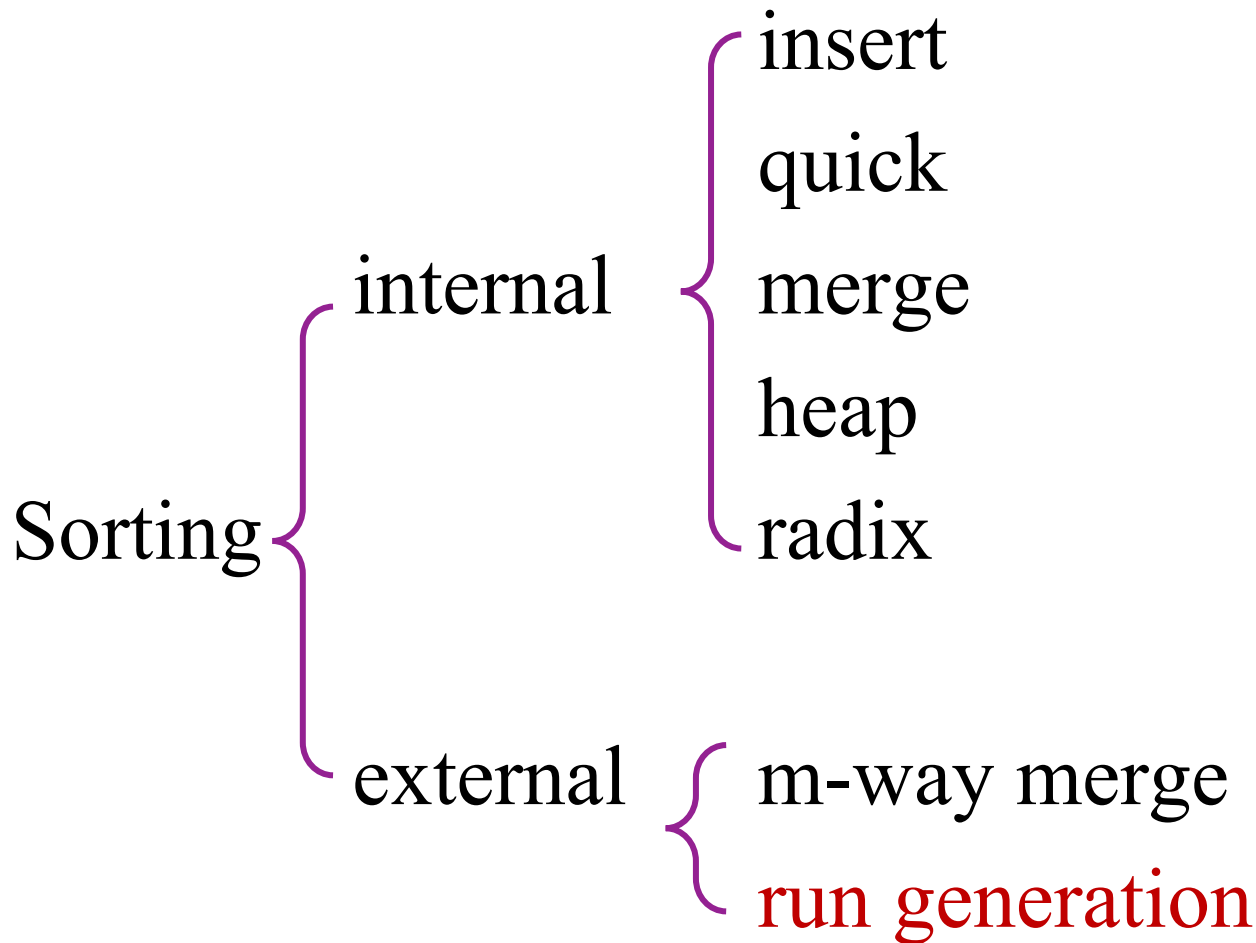 Sorting
internal
insert
quick
merge
heap
radix
external
m-way merge
run generation